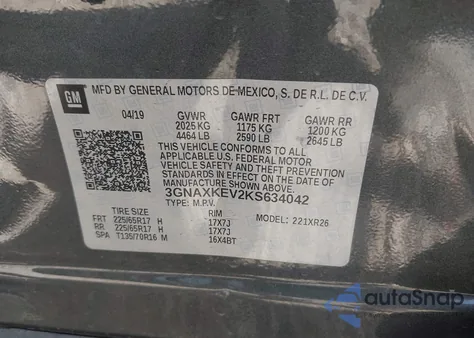 GM
MFD BY GENERAL MOTORS DE MEXICO, S. DE R.L. DE C.V.
04/19 GVWR GAWR FRT GAWR RR
2025 KG 1175 KG 1200 KG
4464 LB 2590 LB 2645 LB
THIS VEHICLE CONFORMS TO ALL
APPLICABLE U.S. FEDERAL MOTOR
VEHICLE SAFETY AND THEFT
PREVENTION STANDARDS IN EFFECT
ON THE DATE OF MANUFACTURE
SHOWN ABOVE.
3GNAXKEV2KS634042
TYPE: M.P.V. MODEL: 221XR26
TIRE SIZE RIM
FRT 225/65R17 H 17X7J
RR 225/65R17 H 17X7J
SPA T135/70R16 M 16X4BT
autoSnap